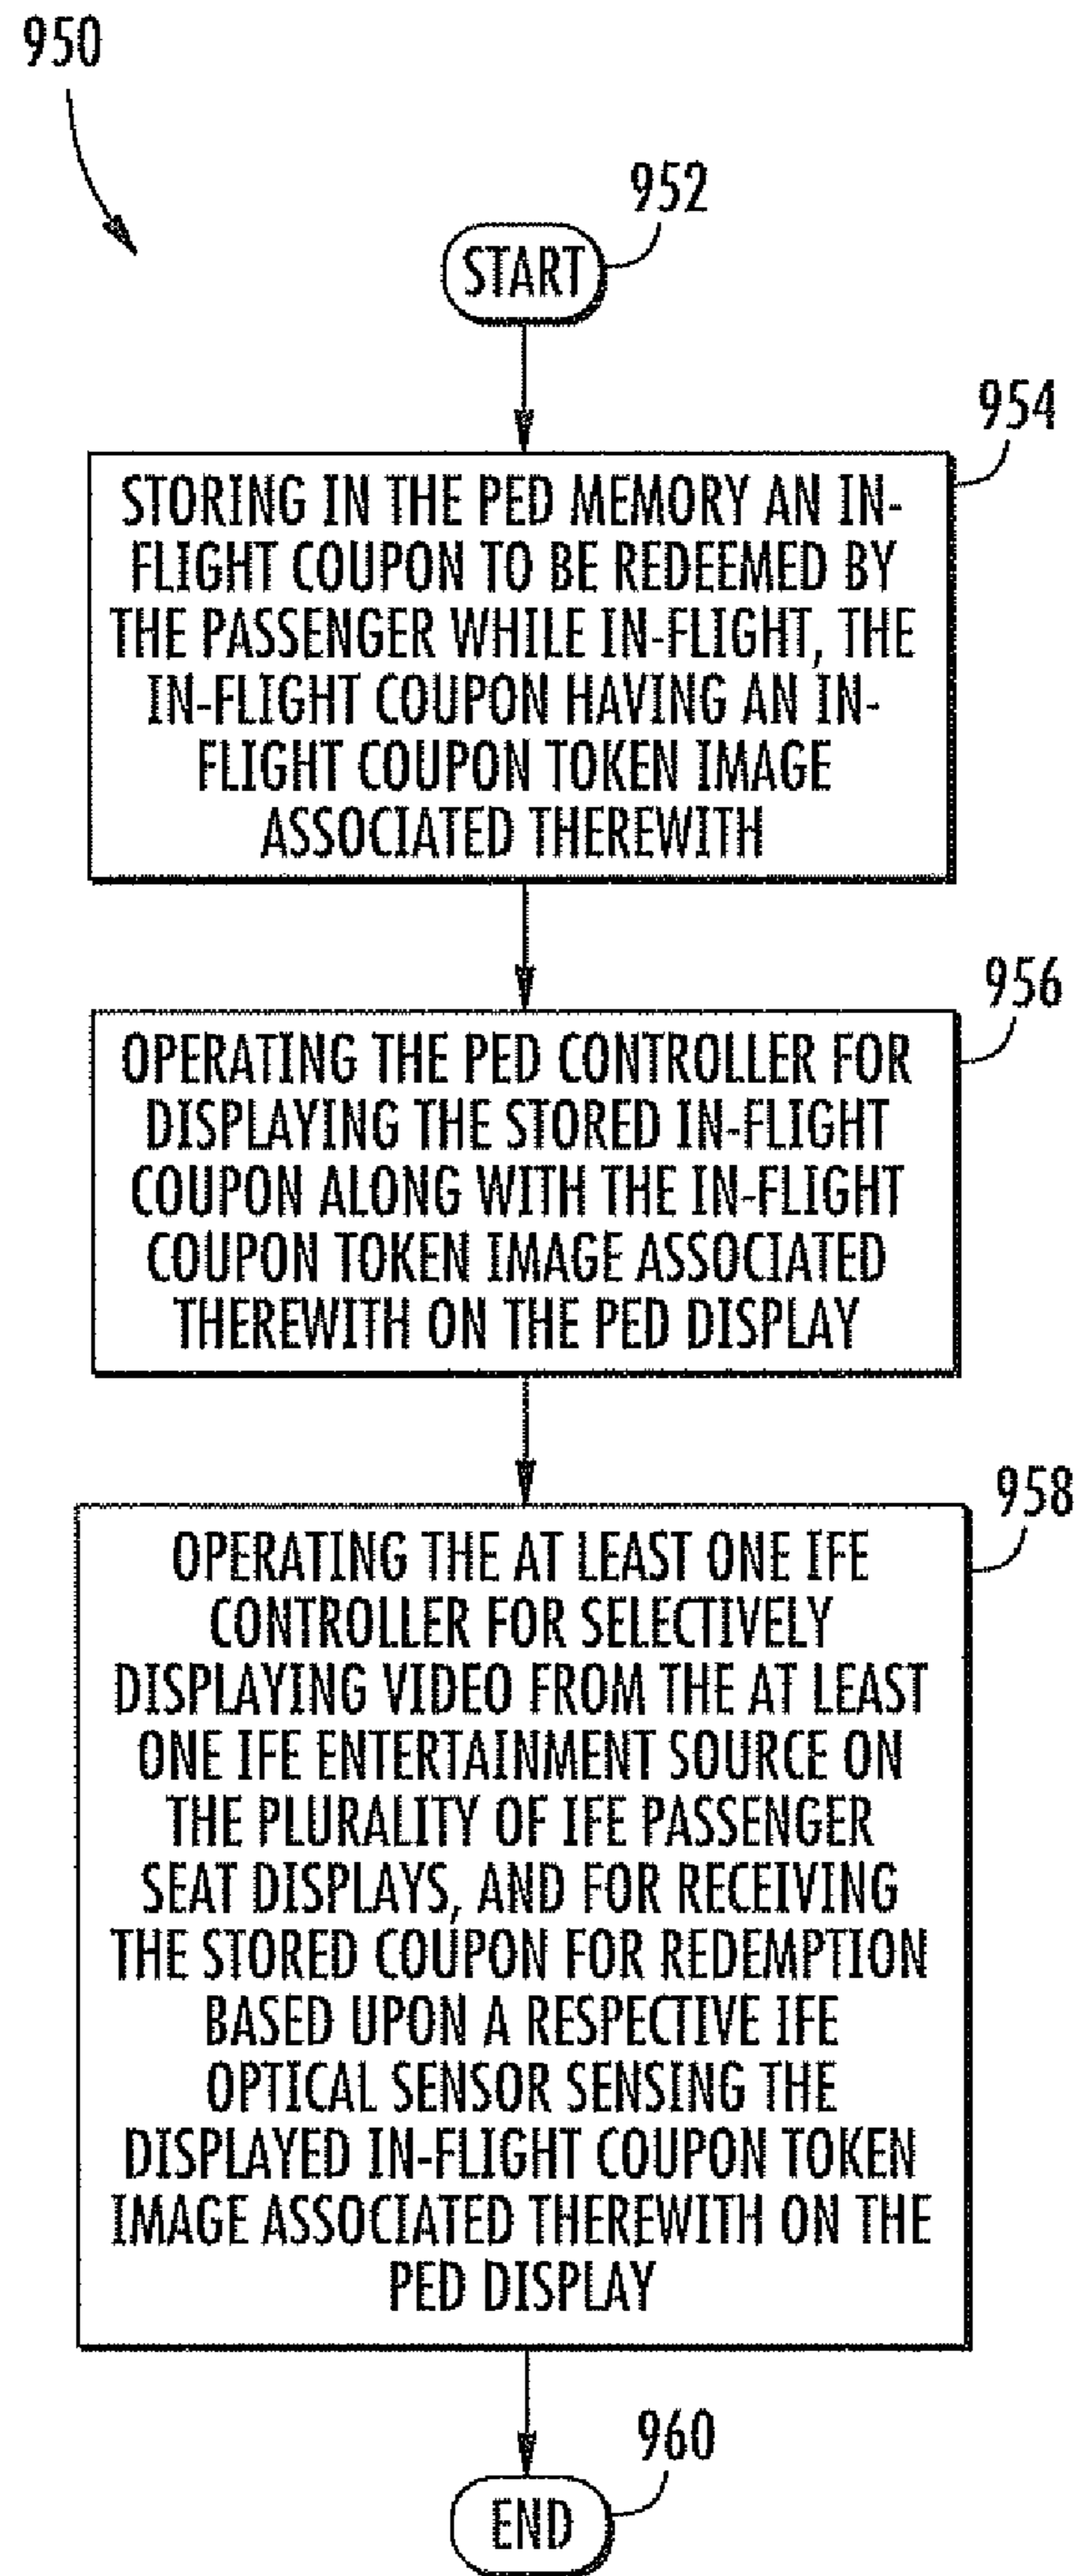 950
952
START
954
STORING IN THE PED MEMORY AN IN-
FLIGHT COUPON TO BE REDEEMED BY
THE PASSENGER WHILE IN-FLIGHT, THE
IN-FLIGHT COUPON HAVING AN IN-
FLIGHT COUPON TOKEN IMAGE
ASSOCIATED THEREWITH
956
OPERATING THE PED CONTROLLER FOR
DISPLAYING THE STORED IN-FLIGHT
COUPON ALONG WITH THE IN-FLIGHT
COUPON TOKEN IMAGE ASSOCIATED
THEREWITH ON THE PED DISPLAY
958
OPERATING THE AT LEAST ONE IFE
CONTROLLER FOR SELECTIVELY
DISPLAYING VIDEO FROM THE AT LEAST
ONE IFE ENTERTAINMENT SOURCE ON
THE PLURALITY OF IFE PASSENGER
SEAT DISPLAYS, AND FOR RECEIVING
THE STORED COUPON FOR REDEMPTION
BASED UPON A RESPECTIVE IFE
OPTICAL SENSOR SENSING THE
DISPLAYED IN-FLIGHT COUPON TOKEN
IMAGE ASSOCIATED THEREWITH ON THE
PED DISPLAY
960
END